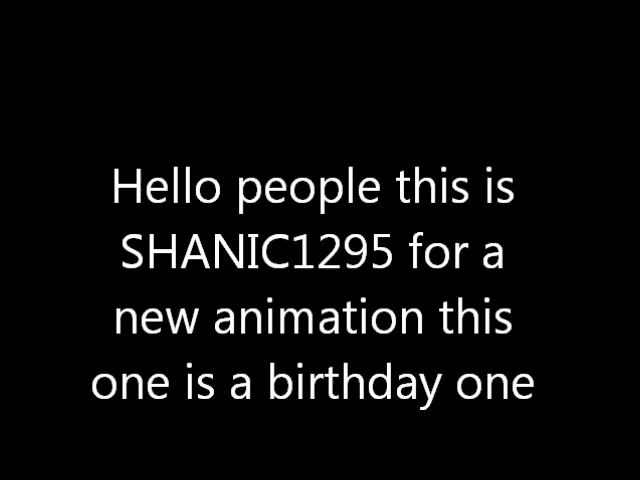 Hello people this is
SHANIC1295 for a
new animation this
one is a birthday one